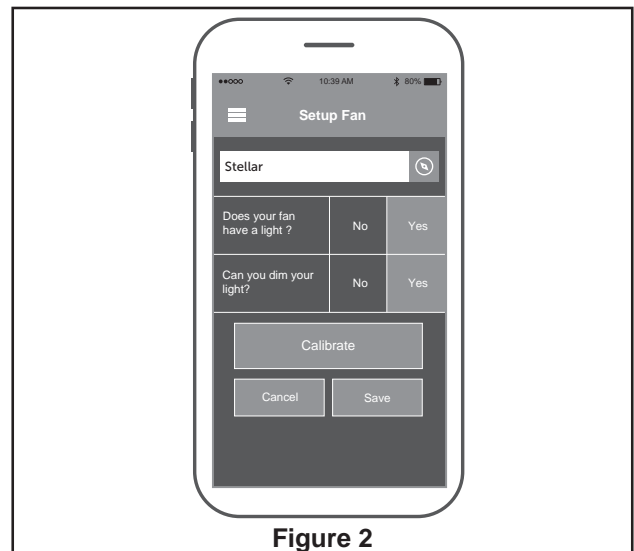 10:39 AM 80%
Setup Fan
Stellar
Does your fan
have a light ?
No Yes
Can you dim your
light?
No Yes
Calibrate
Cancel Save
Figure 2